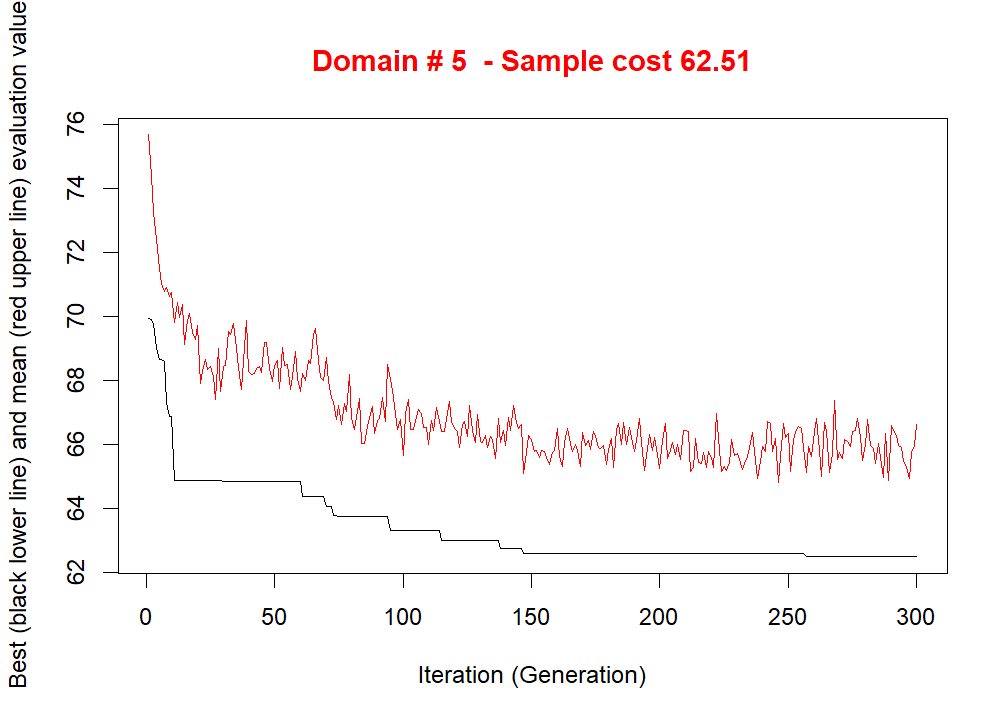 Domain # 5  - Sample cost 62.51
Best (black lower line) and mean (red upper line) evaluation value
76
74
72
70
68
66
64
62
0 50 100 150 200 250 300
Iteration (Generation)